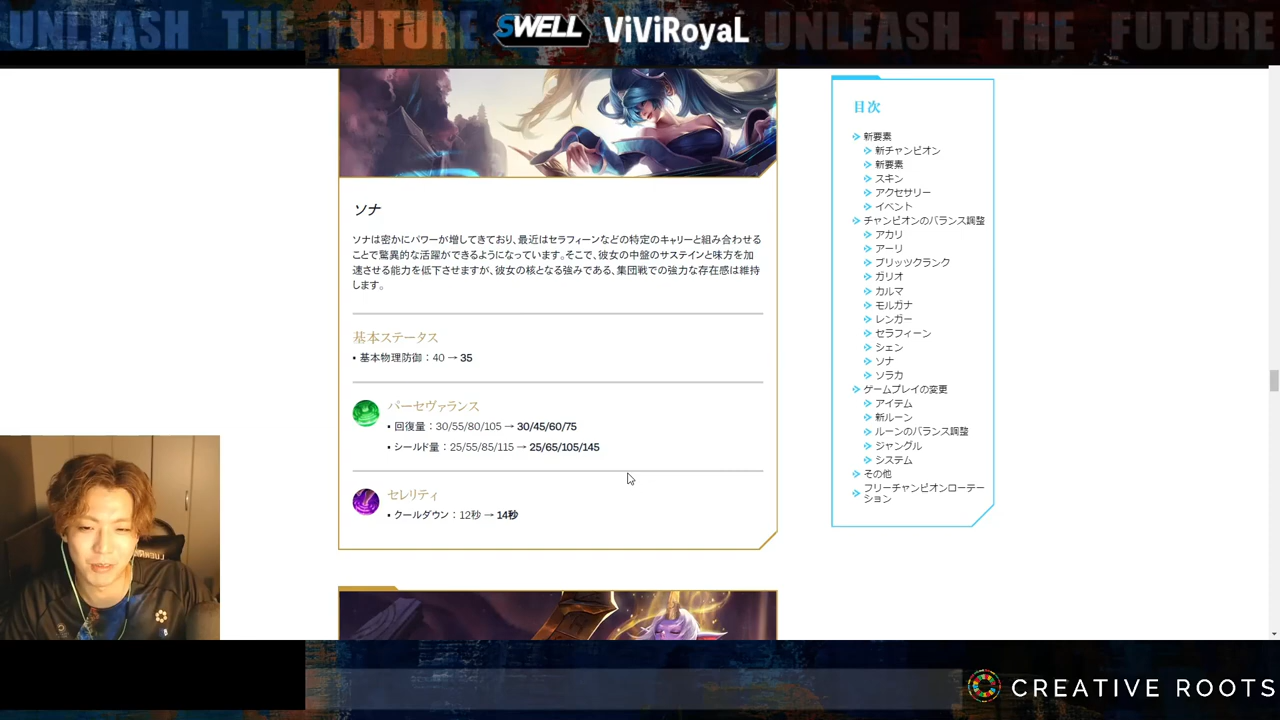 UNLEASH THE FUTURE
SWELL
ViViRoyaL
UNLEASH THE FUTURE
ソナ
ソナは密かにパワーが増してきており、最近はセラフィーンなどの特定のキャリーと組み合わせる
ことで驚異的な活躍ができるようになっています。そこで、彼女の中盤のサステインと味方を加
速させる能力を低下させますが、彼女の核となる強みである、集団戦での強力な存在感は維持
します。
基本ステータス
• 基本物理防御：40 → 35
パーセヴァランス
• 回復量：30/55/80/105 → 30/45/60/75
• シールド量：25/55/85/115 → 25/65/105/145
セレリティ
• クールダウン：12秒 → 14秒
目次
新要素
新チャンピオン
新要素
スキン
アクセサリー
イベント
チャンピオンのバランス調整
アカリ
アーリ
ブリッツクランク
ガリオ
カルマ
モルガナ
レンガー
セラフィーン
シェン
ソナ
ソラカ
ゲームプレイの変更
アイテム
新ルーン
ルーンのバランス調整
ジャングル
システム
その他
フリーチャンピオンローテー
ション
CREATIVE ROOTS